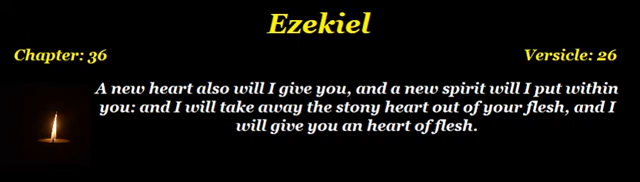 Ezekiel
Chapter: 36
Versicle: 26
A new heart also will I give you, and a new spirit will I put within
you: and I will take away the stony heart out of your flesh, and I
will give you an heart of flesh.